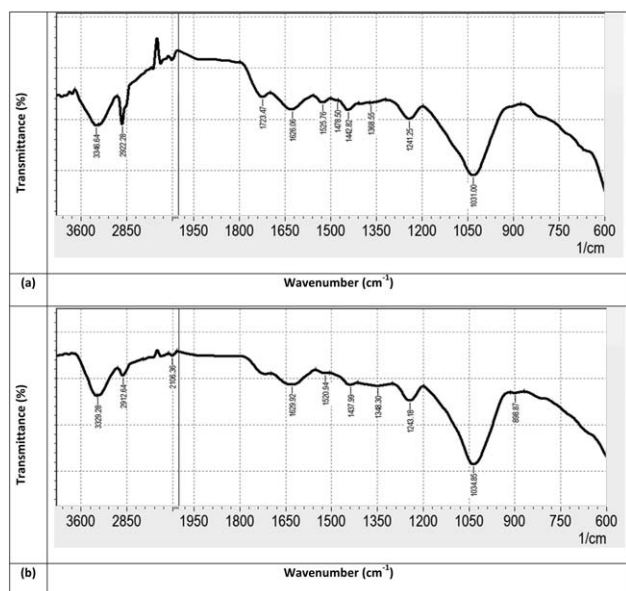 Transmittance (%)
3346.64
2922.28
1723.47
1626.06
1525.76
1478.50
1442.82
1368.55
1241.25
1031.00
3600 2850 1950 1800 1650 1500 1350 1200 1050 900 750 600
1/cm
(a) Wavenumber (cm⁻¹)
Transmittance (%)
3329.28
2912.64
2106.36
1629.92
1520.94
1437.99
1348.30
1243.18
1034.85
898.87
3600 2850 1950 1800 1650 1500 1350 1200 1050 900 750 600
1/cm
(b) Wavenumber (cm⁻¹)